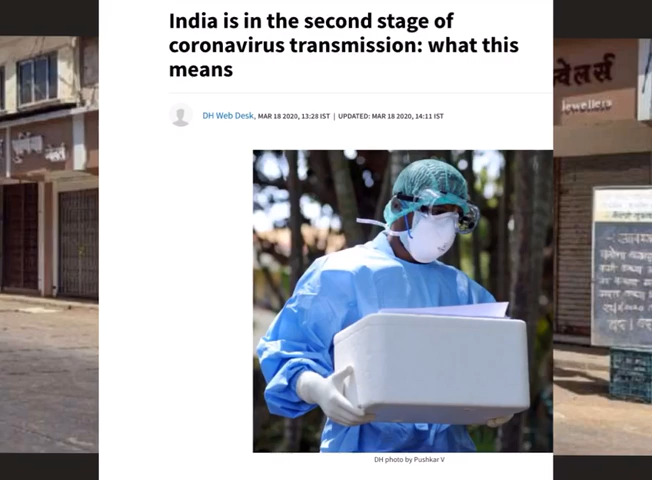 India is in the second stage of
coronavirus transmission: what this
means
DH Web Desk, MAR 18 2020, 13:28 IST | UPDATED: MAR 18 2020, 14:11 IST
jewellers
DH photo by Pushkar V